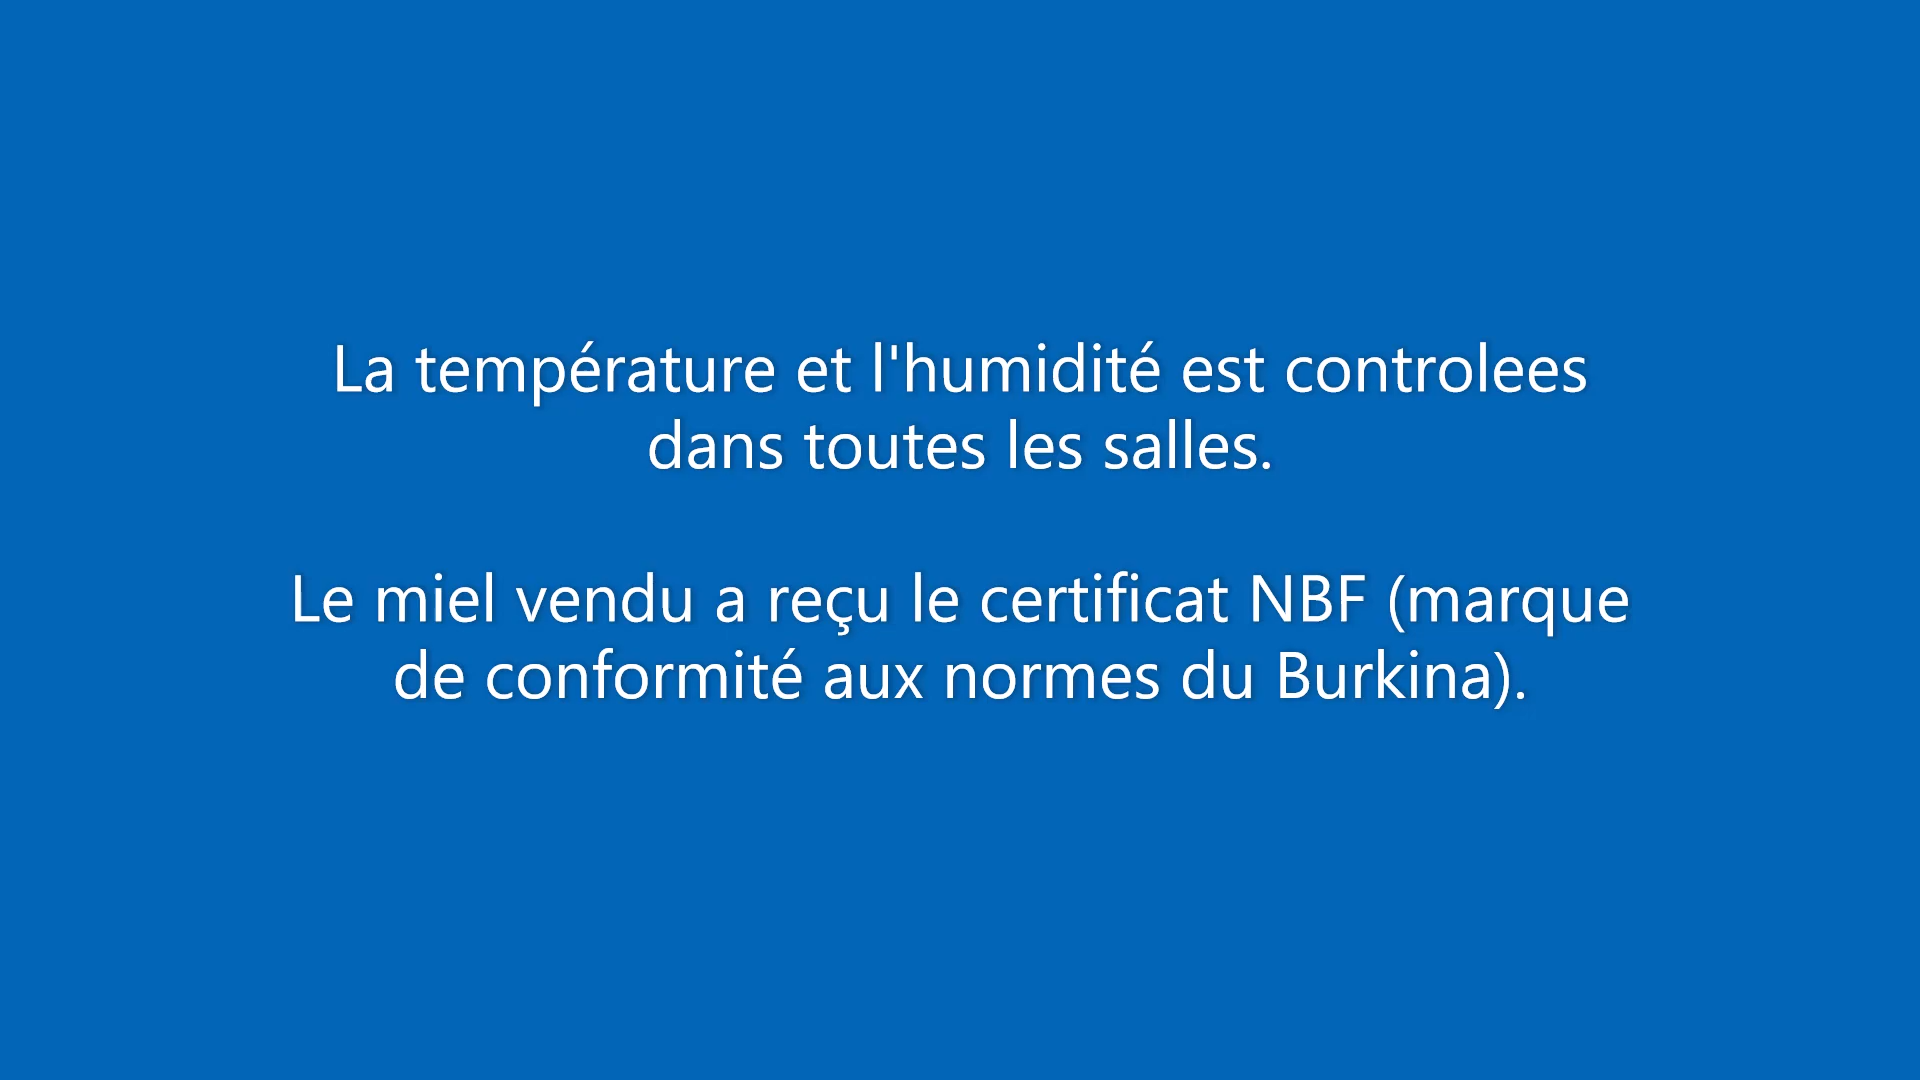 La température et l'humidité est controlees
dans toutes les salles.
Le miel vendu a reçu le certificat NBF (marque
de conformité aux normes du Burkina).